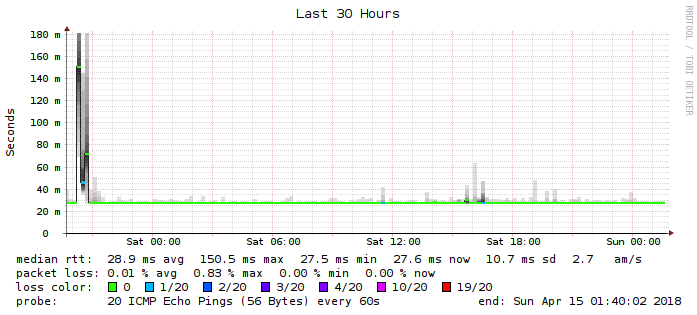 Last 30 Hours
RRDTOOL / TOBI OETIKER
Seconds
180 m
160 m
140 m
120 m
100 m
80 m
60 m
40 m
20 m
0
Sat 00:00 Sat 06:00 Sat 12:00 Sat 18:00 Sun 00:00
median rtt: 28.9 ms avg 150.5 ms max 27.5 ms min 27.6 ms now 10.7 ms sd 2.7 am/s
packet loss: 0.01 % avg 0.83 % max 0.00 % min 0.00 % now
loss color: 0 1/20 2/20 3/20 4/20 10/20 19/20
probe: 20 ICMP Echo Pings (56 Bytes) every 60s end: Sun Apr 15 01:40:02 2018